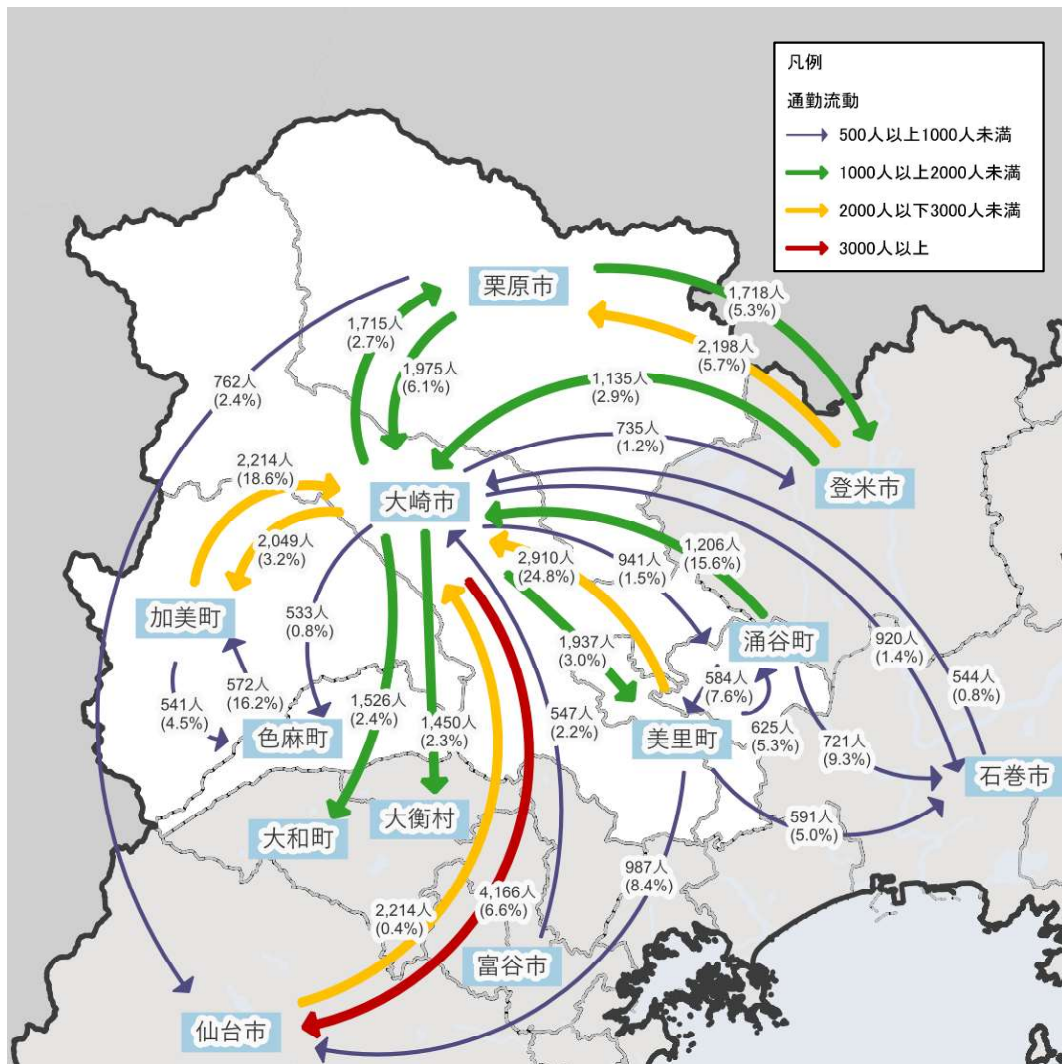 凡例
通勤流動
500人以上1000人未満
1000人以上2000人未満
2000人以下3000人未満
3000人以上
栗原市
1,718人
(5.3%)
1,715人
(2.7%)
2,198人
(5.7%)
1,975人
(6.1%)
762人
(2.4%)
1,135人
(2.9%)
735人
(1.2%)
2,214人
(18.6%)
大崎市
登米市
2,049人
(3.2%)
2,910人
(24.8%)
941人
(1.5%)
1,206人
(15.6%)
加美町
533人
(0.8%)
涌谷町
920人
(1.4%)
1,937人
(3.0%)
544人
(0.8%)
541人
(4.5%)
572人
(16.2%)
584人
(7.6%)
1,526人
(2.4%)
1,450人
(2.3%)
547人
(2.2%)
625人
(5.3%)
721人
(9.3%)
色麻町
美里町
石巻市
大和町
大衡村
591人
(5.0%)
987人
(8.4%)
4,166人
(6.6%)
2,214人
(0.4%)
富谷市
仙台市